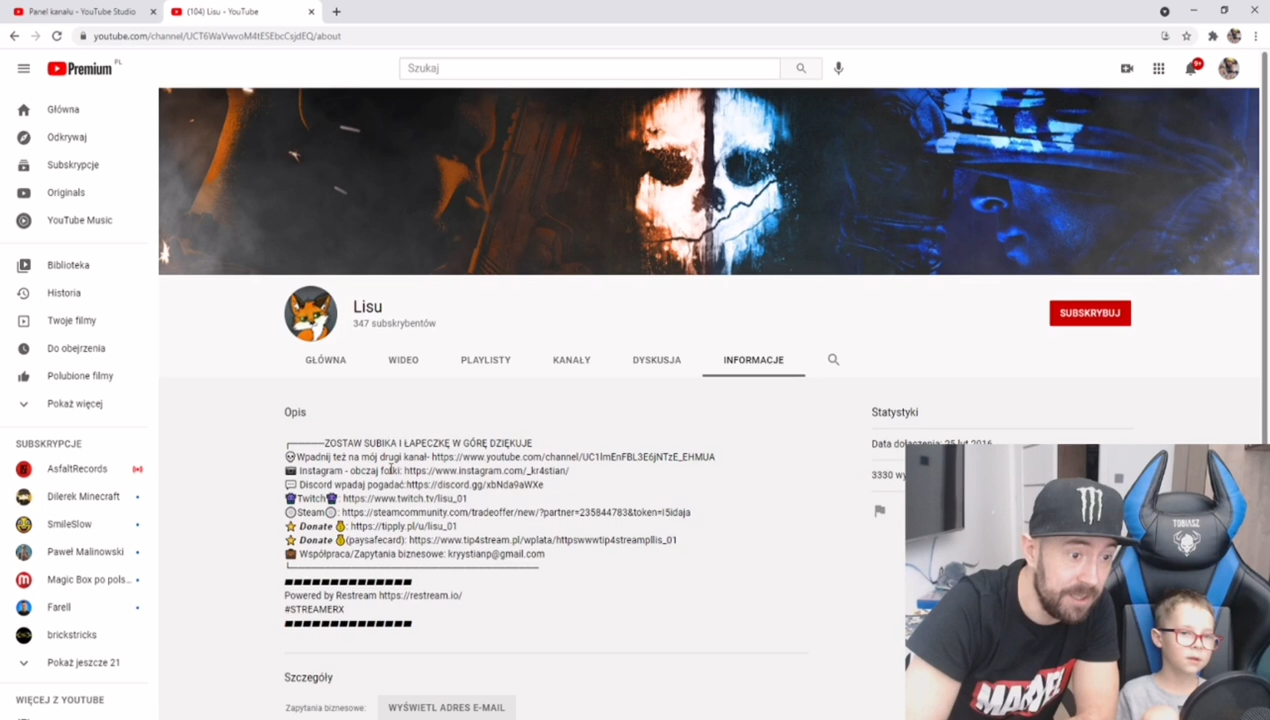 Panel kanału - YouTube Studio
(104) Lisu - YouTube
youtube.com/channel/UCT6WaVwvoM4tESEbcCsjdEQ/about
Premium PL
Szukaj
9+
Główna
Odkrywaj
Subskrypcje
Originals
YouTube Music
Biblioteka
Historia
Twoje filmy
Do obejrzenia
Polubione filmy
Pokaż więcej
SUBSKRYPCJE
AsfaltRecords
Dilerek Minecraft
SmileSlow
Paweł Malinowski
Magic Box po pols...
Farell
brickstricks
Pokaż jeszcze 21
WIĘCEJ Z YOUTUBE
Lisu
347 subskrybentów
SUBSKRYBUJ
GŁÓWNA WIDEO PLAYLISTY KANAŁY DYSKUSJA INFORMACJE
Opis
ZOSTAW SUBIKA I ŁAPECZKĘ W GÓRĘ DZIĘKUJE
💀Wpadnij też na mój drugi kanał- https://www.youtube.com/channel/UC1lmEnFBL3E6jNTzE_EHMUA
📷 Instagram - obczaj fotki: https://www.instagram.com/_kr4stian/
💬 Discord wpadaj pogadać:https://discord.gg/xbNda9aWXe
Twitch: https://www.twitch.tv/lisu_01
Steam: https://steamcommunity.com/tradeoffer/new/?partner=235844783&token=i5idaja
⭐ Donate 💰: https://tipply.pl/u/lisu_01
⭐ Donate 💰(paysafecard): https://www.tip4stream.pl/wplata/httpswwwtip4streampllis_01
💼 Współpraca/Zapytania biznesowe: kryystianp@gmail.com
Powered by Restream https://restream.io/
#STREAMERX
Szczegóły
Zapytania biznesowe: WYŚWIETL ADRES E-MAIL
Statystyki
Data dołączenia: 25 lut 2016
3330 wy
TOBIASZ
MARVEL